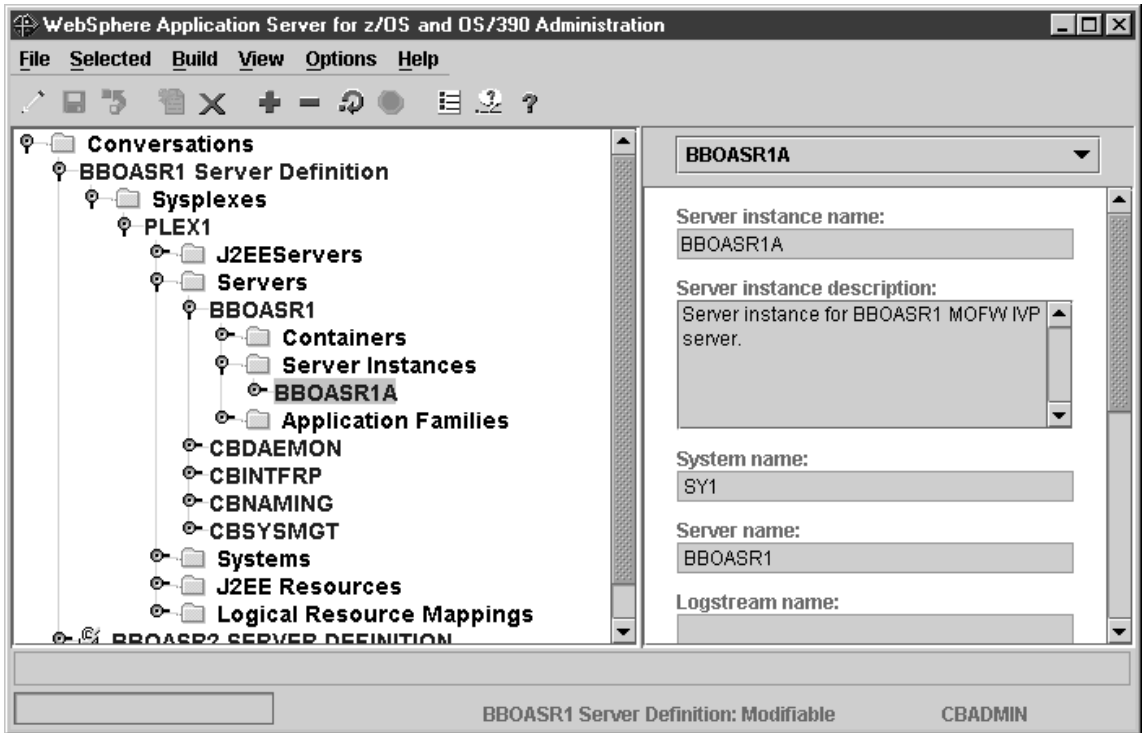 WebSphere Application Server for z/OS and OS/390 Administration
File Selected Build View Options Help
Conversations
BBOASR1 Server Definition
Sysplexes
PLEX1
J2EEServers
Servers
BBOASR1
Containers
Server Instances
BBOASR1A
Application Families
CBDAEMON
CBINTFRP
CBNAMING
CBSYSMGT
Systems
J2EE Resources
Logical Resource Mappings
BBOASR2 SERVER DEFINITION
BBOASR1A
Server instance name:
BBOASR1A
Server instance description:
Server instance for BBOASR1 MOFW IVP
server.
System name:
SY1
Server name:
BBOASR1
Logstream name:
BBOASR1 Server Definition: Modifiable CBADMIN